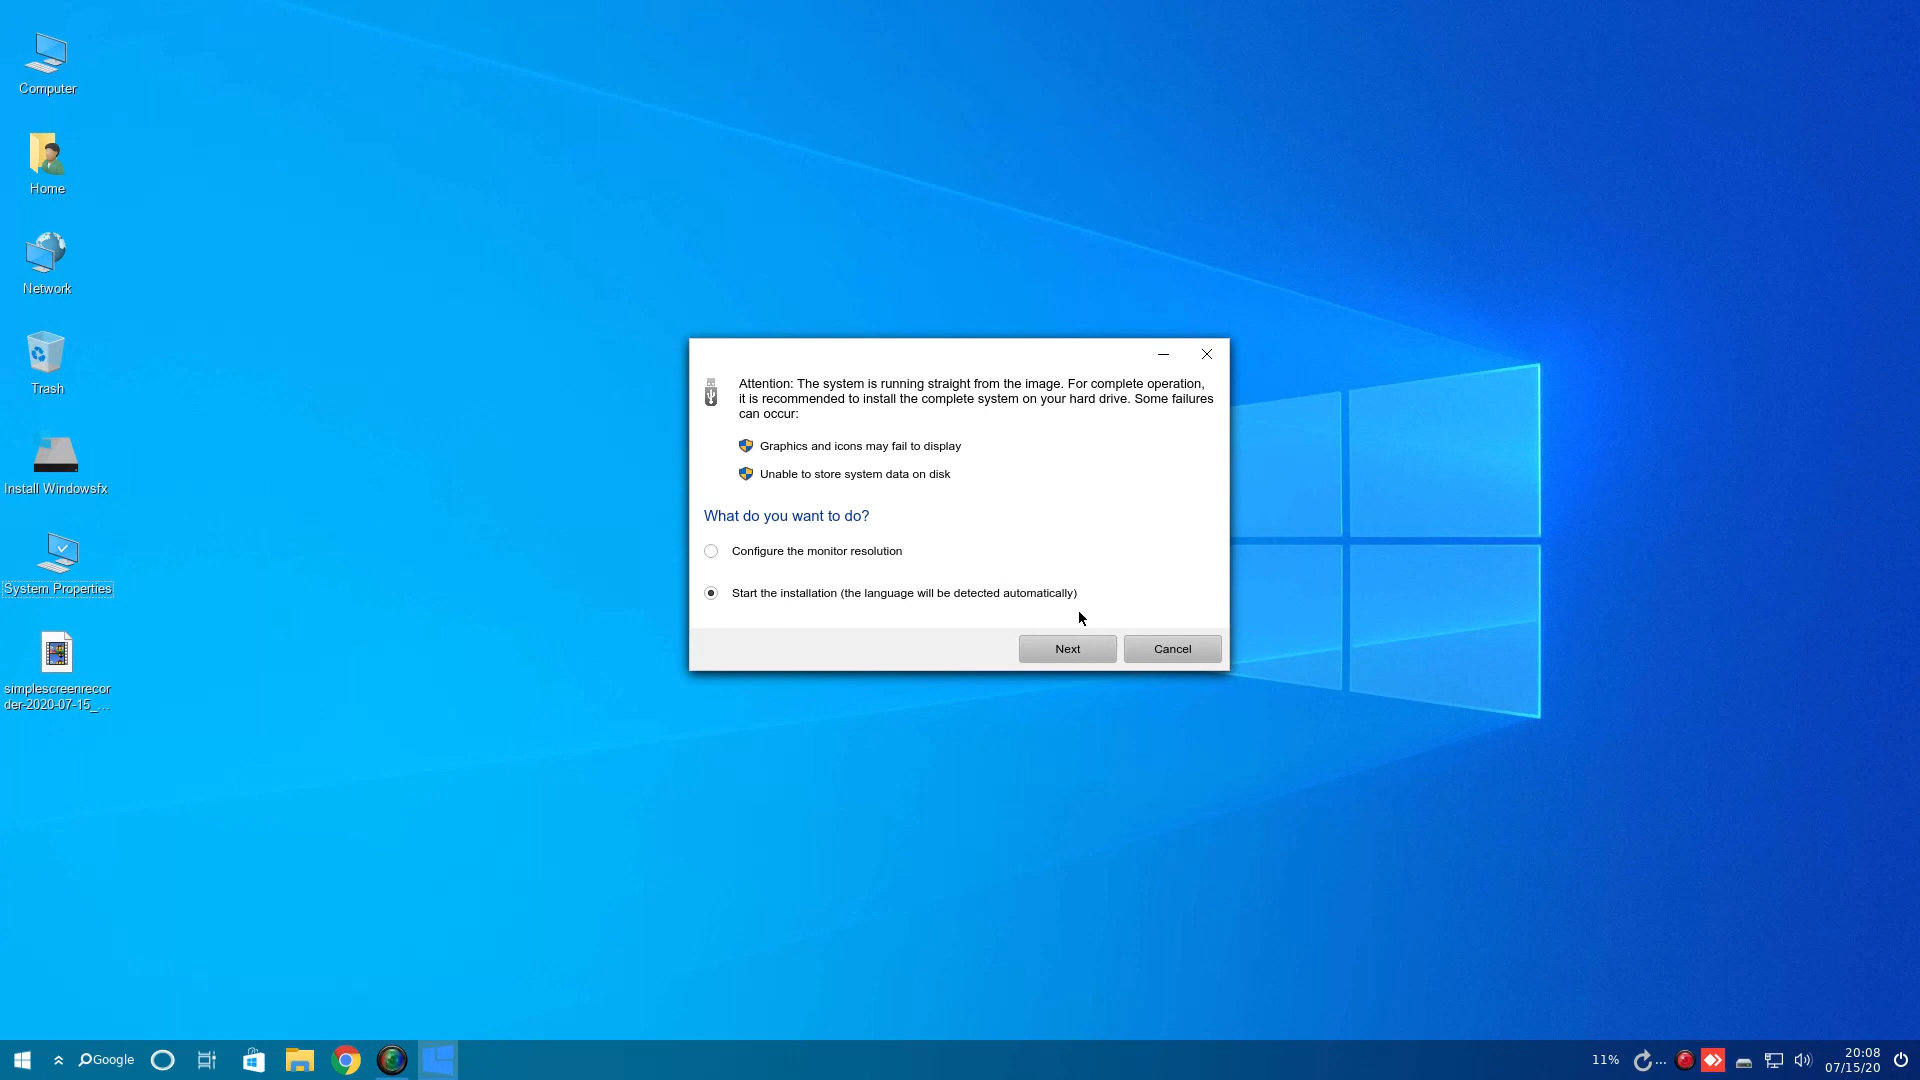 Computer
Home
Network
Trash
Install Windowsfx
System Properties
simplescreenrecor
der-2020-07-15_...
Attention: The system is running straight from the image. For complete operation,
it is recommended to install the complete system on your hard drive. Some failures
can occur:
Graphics and icons may fail to display
Unable to store system data on disk
What do you want to do?
Configure the monitor resolution
Start the installation (the language will be detected automatically)
Next
Cancel
Google
11%
...
20:08
07/15/20